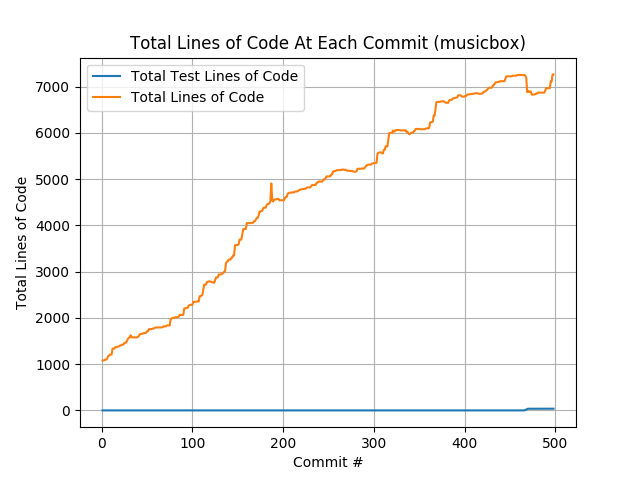 Total Lines of Code At Each Commit (musicbox)
Total Test Lines of Code
Total Lines of Code
7000
6000
5000
4000
3000
2000
1000
0
Total Lines of Code
0 100 200 300 400 500
Commit #